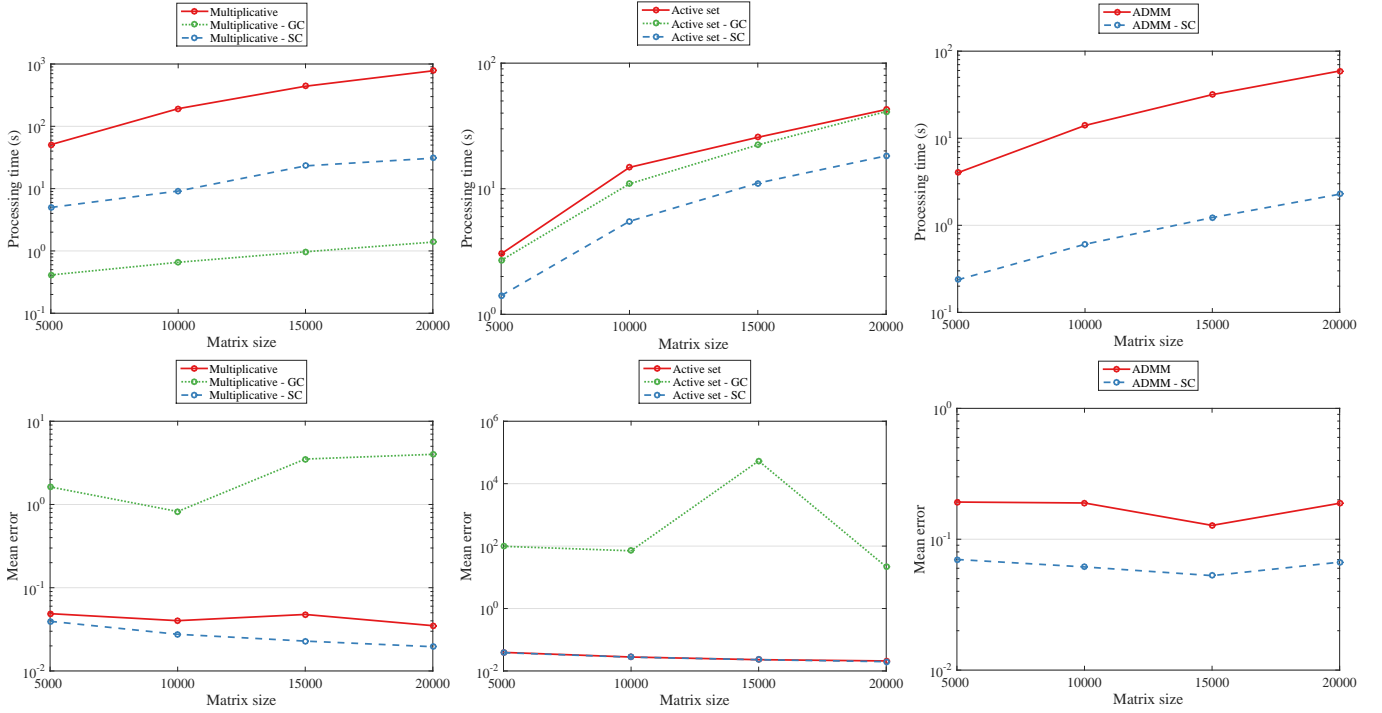 Multiplicative
Multiplicative - GC
Multiplicative - SC
10^3
10^2
10^1
10^0
10^-1
Processing time (s)
5000 10000 15000 20000
Matrix size
Active set
Active set - GC
Active set - SC
10^2
10^1
10^0
Processing time (s)
5000 10000 15000 20000
Matrix size
ADMM
ADMM - SC
10^2
10^1
10^0
10^-1
Processing time (s)
5000 10000 15000 20000
Matrix size
Multiplicative
Multiplicative - GC
Multiplicative - SC
10^1
10^0
10^-1
10^-2
Mean error
5000 10000 15000 20000
Matrix size
Active set
Active set - GC
Active set - SC
10^6
10^4
10^2
10^0
10^-2
Mean error
5000 10000 15000 20000
Matrix size
ADMM
ADMM - SC
10^0
10^-1
10^-2
Mean error
5000 10000 15000 20000
Matrix size